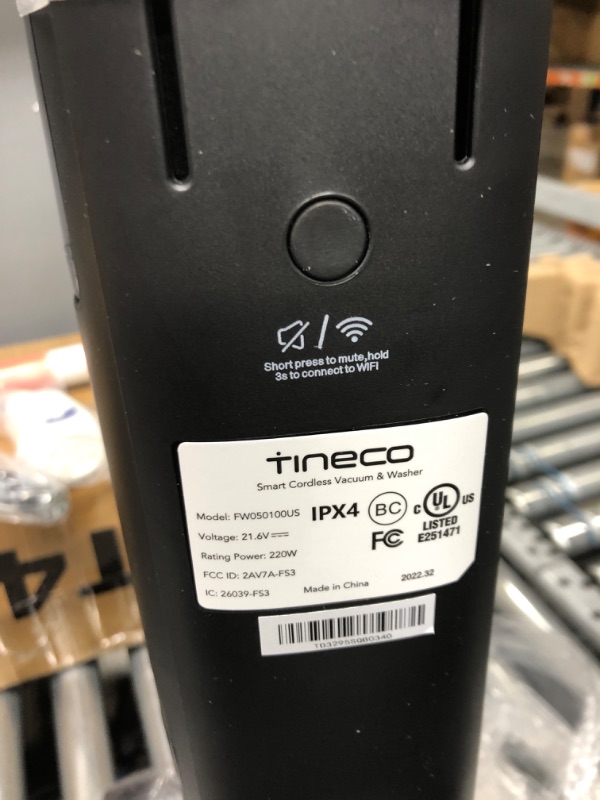 Short press to mute,hold
3s to connect to WIFI
TINECO
Smart Cordless Vacuum & Washer
Model: FW050100US
IPX4
BC
C UL US
LISTED
E251471
Voltage: 21.6V
FC
Rating Power: 220W
FCC ID: 2AV7A-FS3
IC: 26039-FS3
Made in China
2022.32
T4